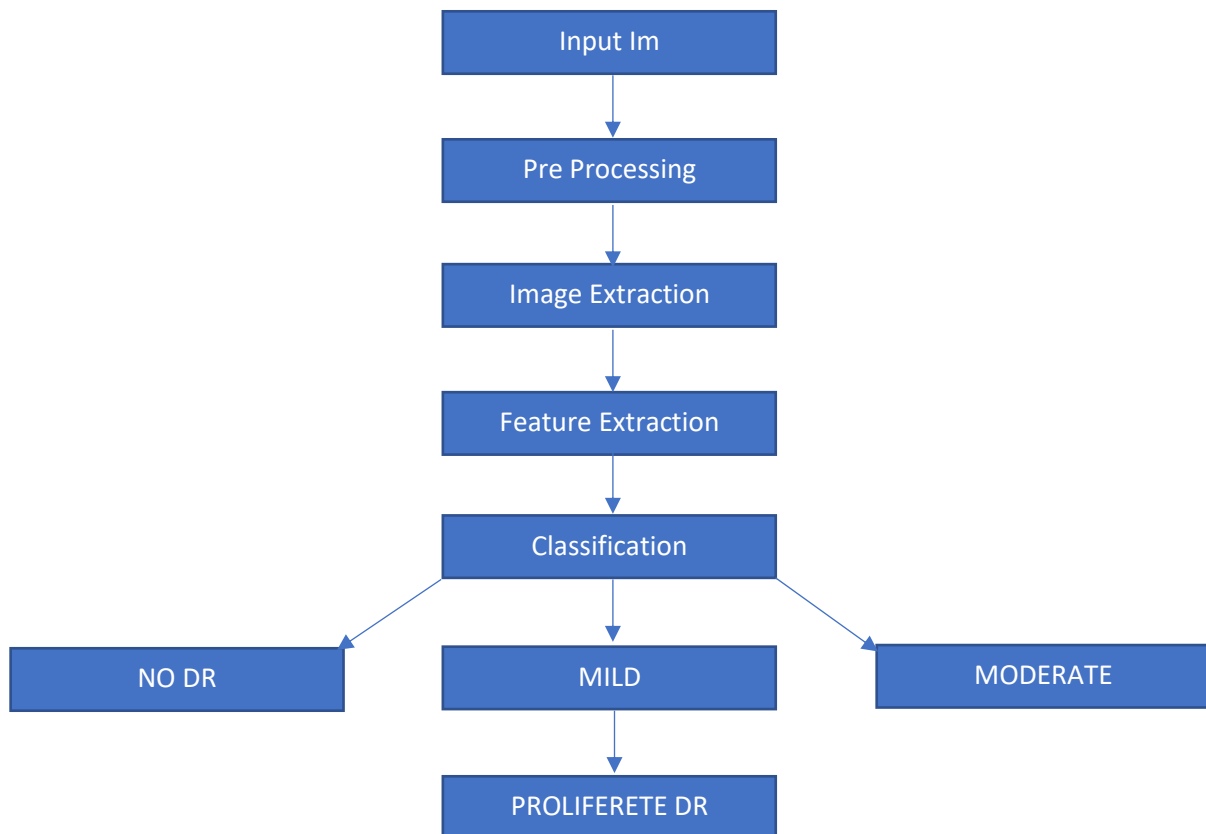 Input Im
Pre Processing
Image Extraction
Feature Extraction
Classification
NO DR
MILD
MODERATE
PROLIFERETE DR